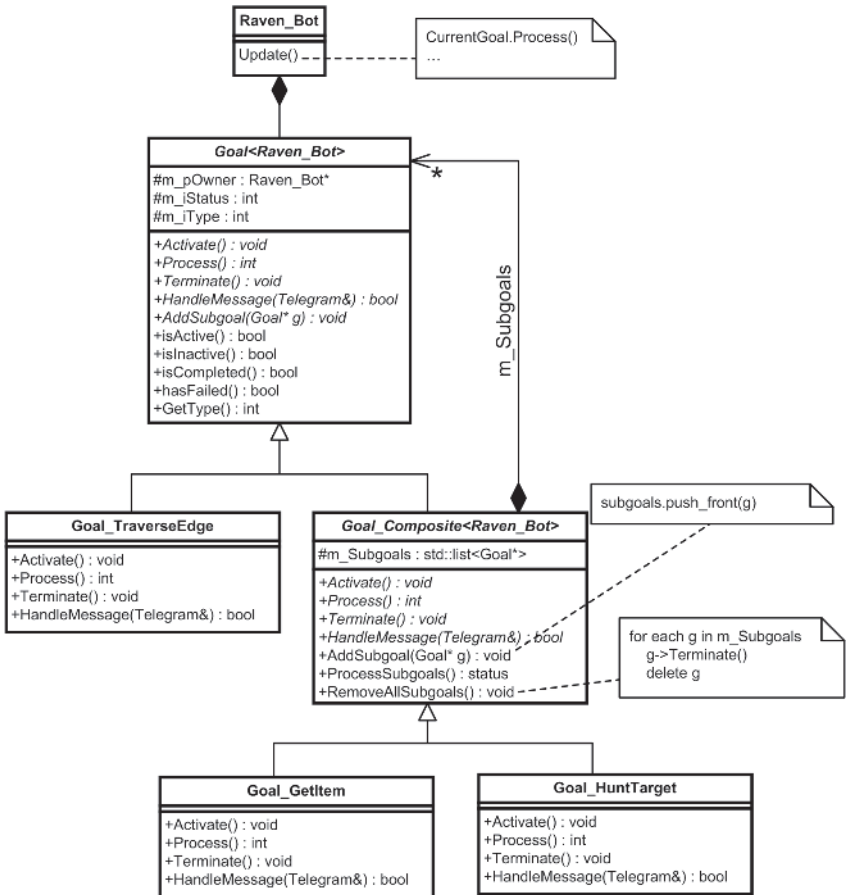 Raven_Bot
Update()
CurrentGoal.Process()
...
Goal<Raven_Bot>
#m_pOwner : Raven_Bot*
#m_iStatus : int
#m_iType : int
+Activate() : void
+Process() : int
+Terminate() : void
+HandleMessage(Telegram&) : bool
+AddSubgoal(Goal* g) : void
+isActive() : bool
+isInactive() : bool
+isCompleted() : bool
+hasFailed() : bool
+GetType() : int
*
m_Subgoals
Goal_TraverseEdge
+Activate() : void
+Process() : int
+Terminate() : void
+HandleMessage(Telegram&) : bool
Goal_Composite<Raven_Bot>
#m_Subgoals : std::list<Goal*>
+Activate() : void
+Process() : int
+Terminate() : void
+HandleMessage(Telegram&) : bool
+AddSubgoal(Goal* g) : void
+ProcessSubgoals() : status
+RemoveAllSubgoals() : void
subgoals.push_front(g)
for each g in m_Subgoals
g->Terminate()
delete g
Goal_GetItem
+Activate() : void
+Process() : int
+Terminate() : void
+HandleMessage(Telegram&) : bool
Goal_HuntTarget
+Activate() : void
+Process() : int
+Terminate() : void
+HandleMessage(Telegram&) : bool